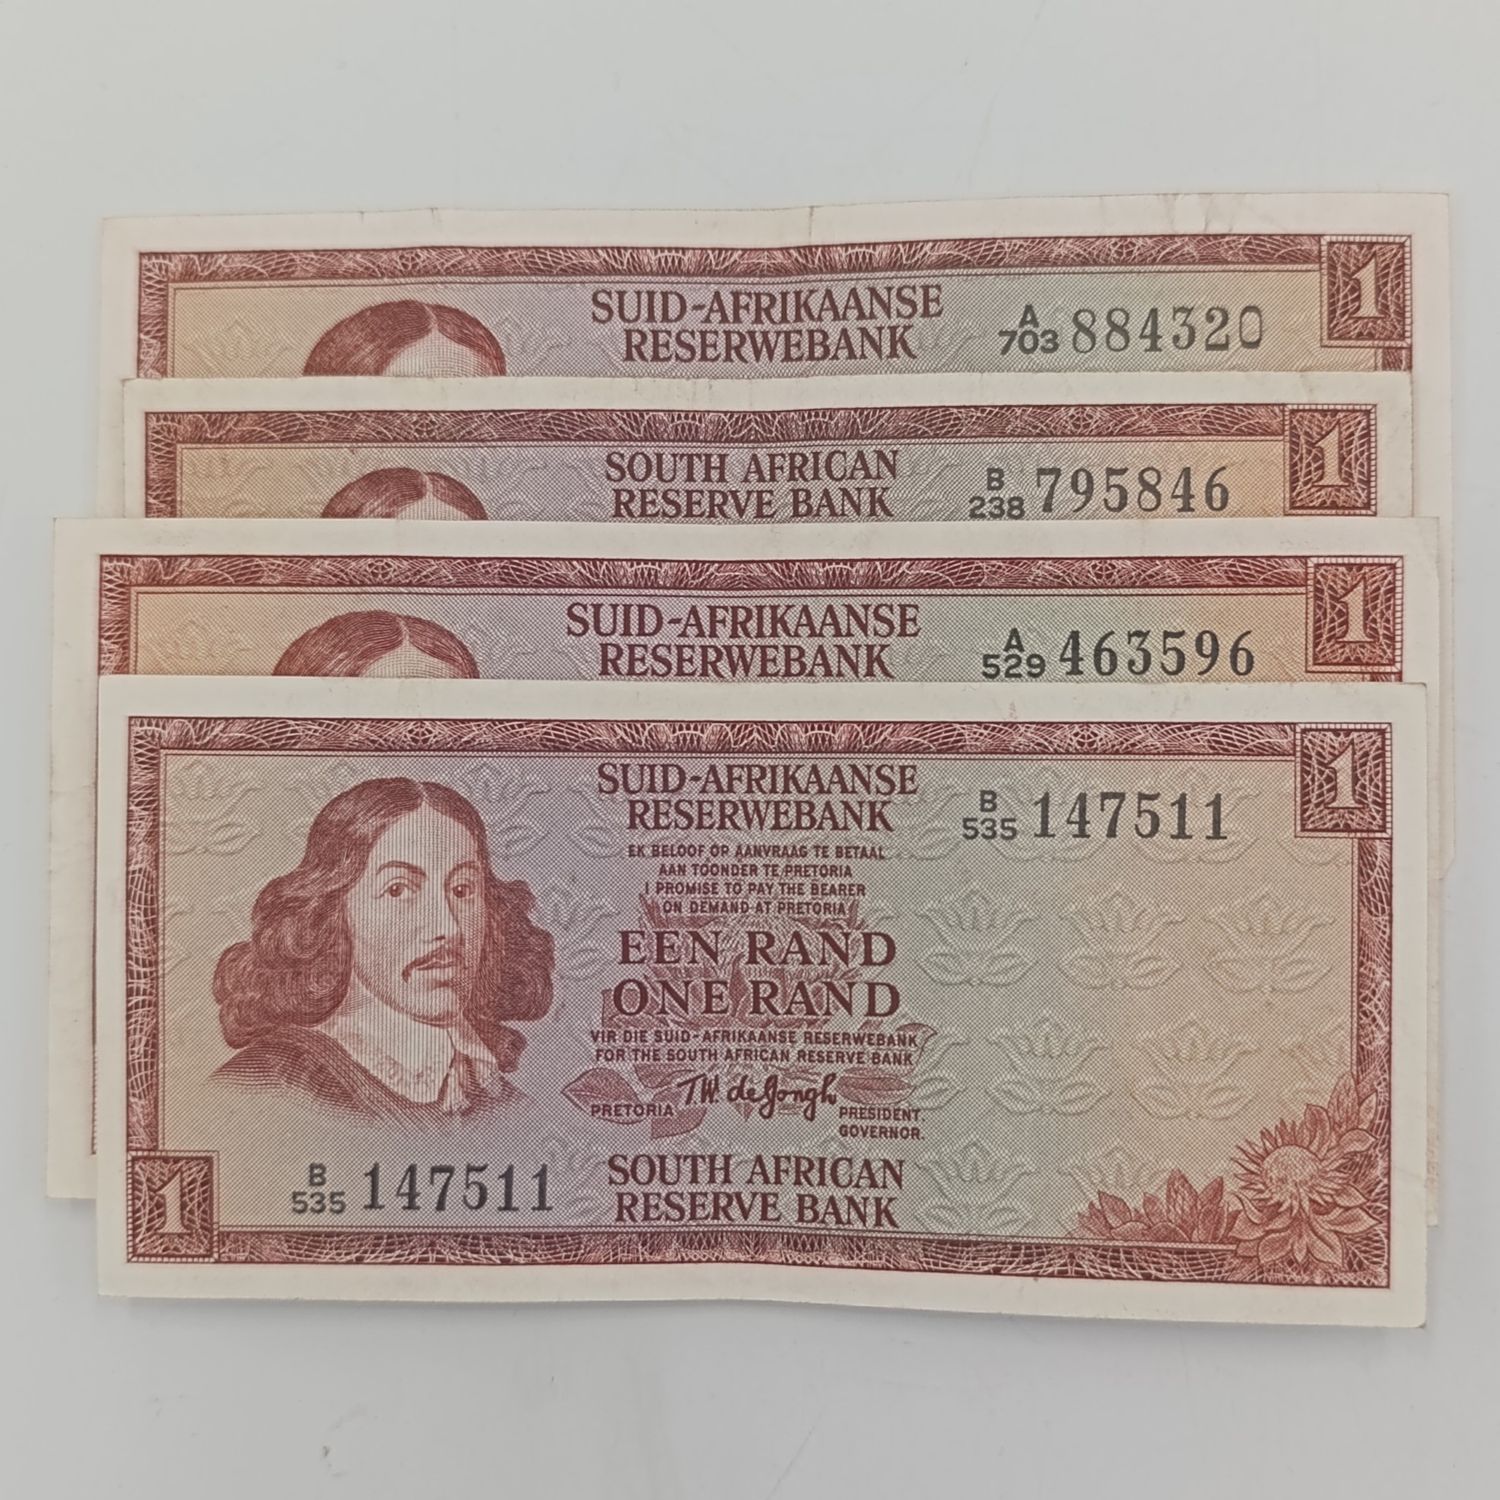 1
SUID-AFRIKAANSE
RESERWEBANK
A
703 884320
1
SOUTH AFRICAN
RESERVE BANK
B
238 795846
1
SUID-AFRIKAANSE
RESERWEBANK
A
529 463596
1
SUID-AFRIKAANSE
RESERWEBANK
B
535 147511
EK BELOOF OP AANVRAAG TE BETAAL
AAN TOONDER TE PRETORIA
I PROMISE TO PAY THE BEARER
ON DEMAND AT PRETORIA
EEN RAND
ONE RAND
VIR DIE SUID-AFRIKAANSE RESERWEBANK
FOR THE SOUTH AFRICAN RESERVE BANK
T.W. de Jongh
PRETORIA
PRESIDENT.
GOVERNOR.
1
B
535 147511
SOUTH AFRICAN
RESERVE BANK